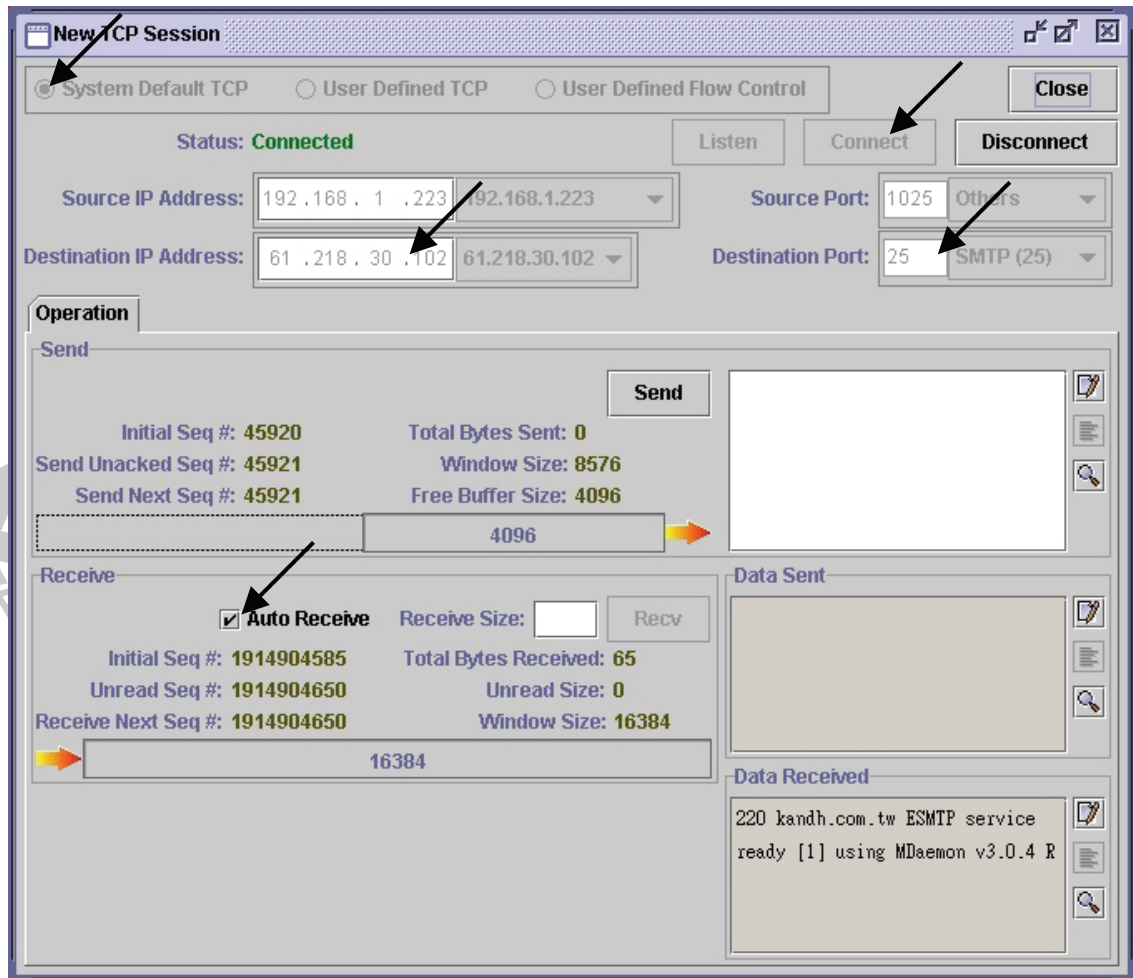 New TCP Session
System Default TCP User Defined TCP User Defined Flow Control Close
Status: Connected Listen Connect Disconnect
Source IP Address: 192 .168 . 1 .223 192.168.1.223 Source Port: 1025 Others
Destination IP Address: 61 .218 . 30 .102 61.218.30.102 Destination Port: 25 SMTP (25)
Operation
Send
Send
Initial Seq #: 45920 Total Bytes Sent: 0
Send Unacked Seq #: 45921 Window Size: 8576
Send Next Seq #: 45921 Free Buffer Size: 4096
4096
Receive
Auto Receive Receive Size: Recv
Initial Seq #: 1914904585 Total Bytes Received: 65
Unread Seq #: 1914904650 Unread Size: 0
Receive Next Seq #: 1914904650 Window Size: 16384
16384
Data Sent
Data Received
220 kandh.com.tw ESMTP service
ready [1] using MDaemon v3.0.4 R